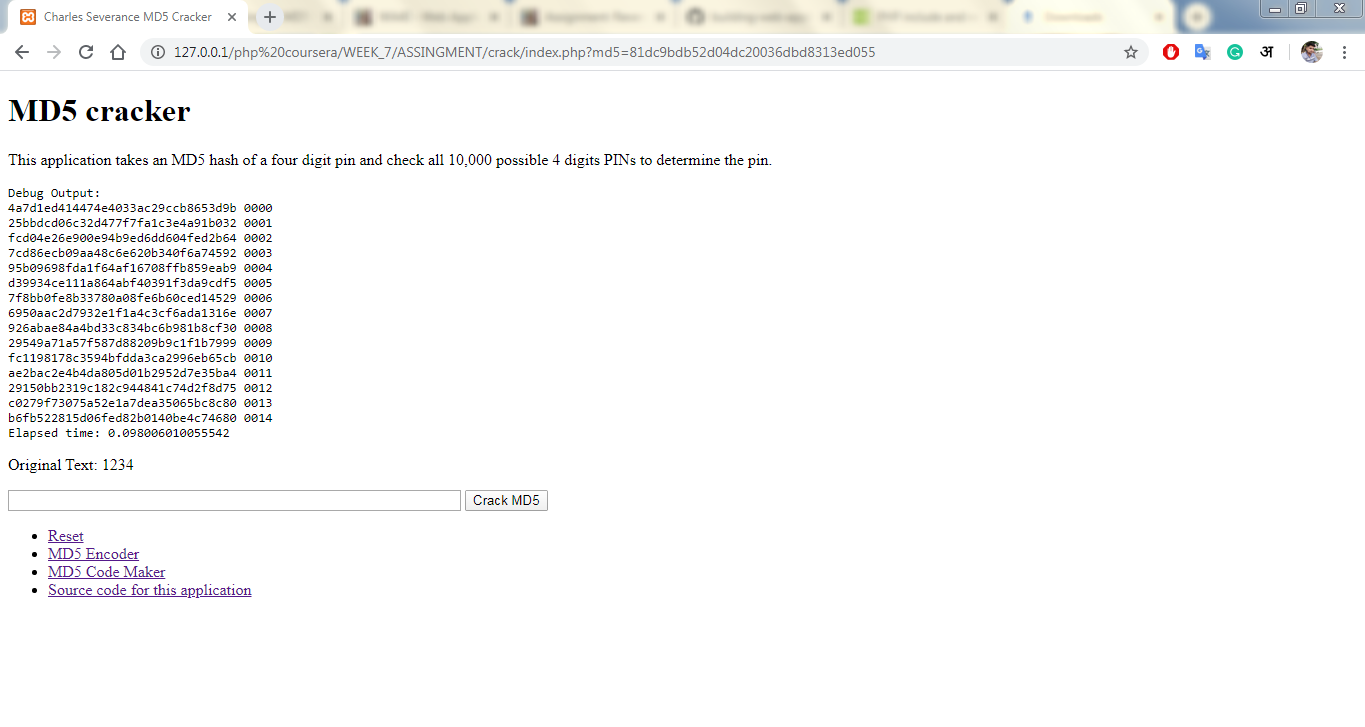 Charles Severance MD5 Cracker
127.0.0.1/php%20coursera/WEEK_7/ASSINGMENT/crack/index.php?md5=81dc9bdb52d04dc20036dbd8313ed055
अ
MD5 cracker
This application takes an MD5 hash of a four digit pin and check all 10,000 possible 4 digits PINs to determine the pin.
Debug Output:
4a7d1ed414474e4033ac29ccb8653d9b 0000
25bbdcd06c32d477f7fa1c3e4a91b032 0001
fcd04e26e900e94b9ed6dd604fed2b64 0002
7cd86ecb09aa48c6e620b340f6a74592 0003
95b09698fda1f64af16708ffb859eab9 0004
d39934ce111a864abf40391f3da9cdf5 0005
7f8bb0fe8b33780a08fe6b60ced14529 0006
6950aac2d7932e1f1a4c3cf6ada1316e 0007
926abae84a4bd33c834bc6b981b8cf30 0008
29549a71a57f587d88209b9c1f1b7999 0009
fc1198178c3594bfdda3ca2996eb65cb 0010
ae2bac2e4b4da805d01b2952d7e35ba4 0011
29150bb2319c182c944841c74d2f8d75 0012
c0279f73075a52e1a7dea35065bc8c80 0013
b6fb522815d06fed82b0140be4c74680 0014
Elapsed time: 0.098006010055542
Original Text: 1234
Crack MD5
Reset
MD5 Encoder
MD5 Code Maker
Source code for this application